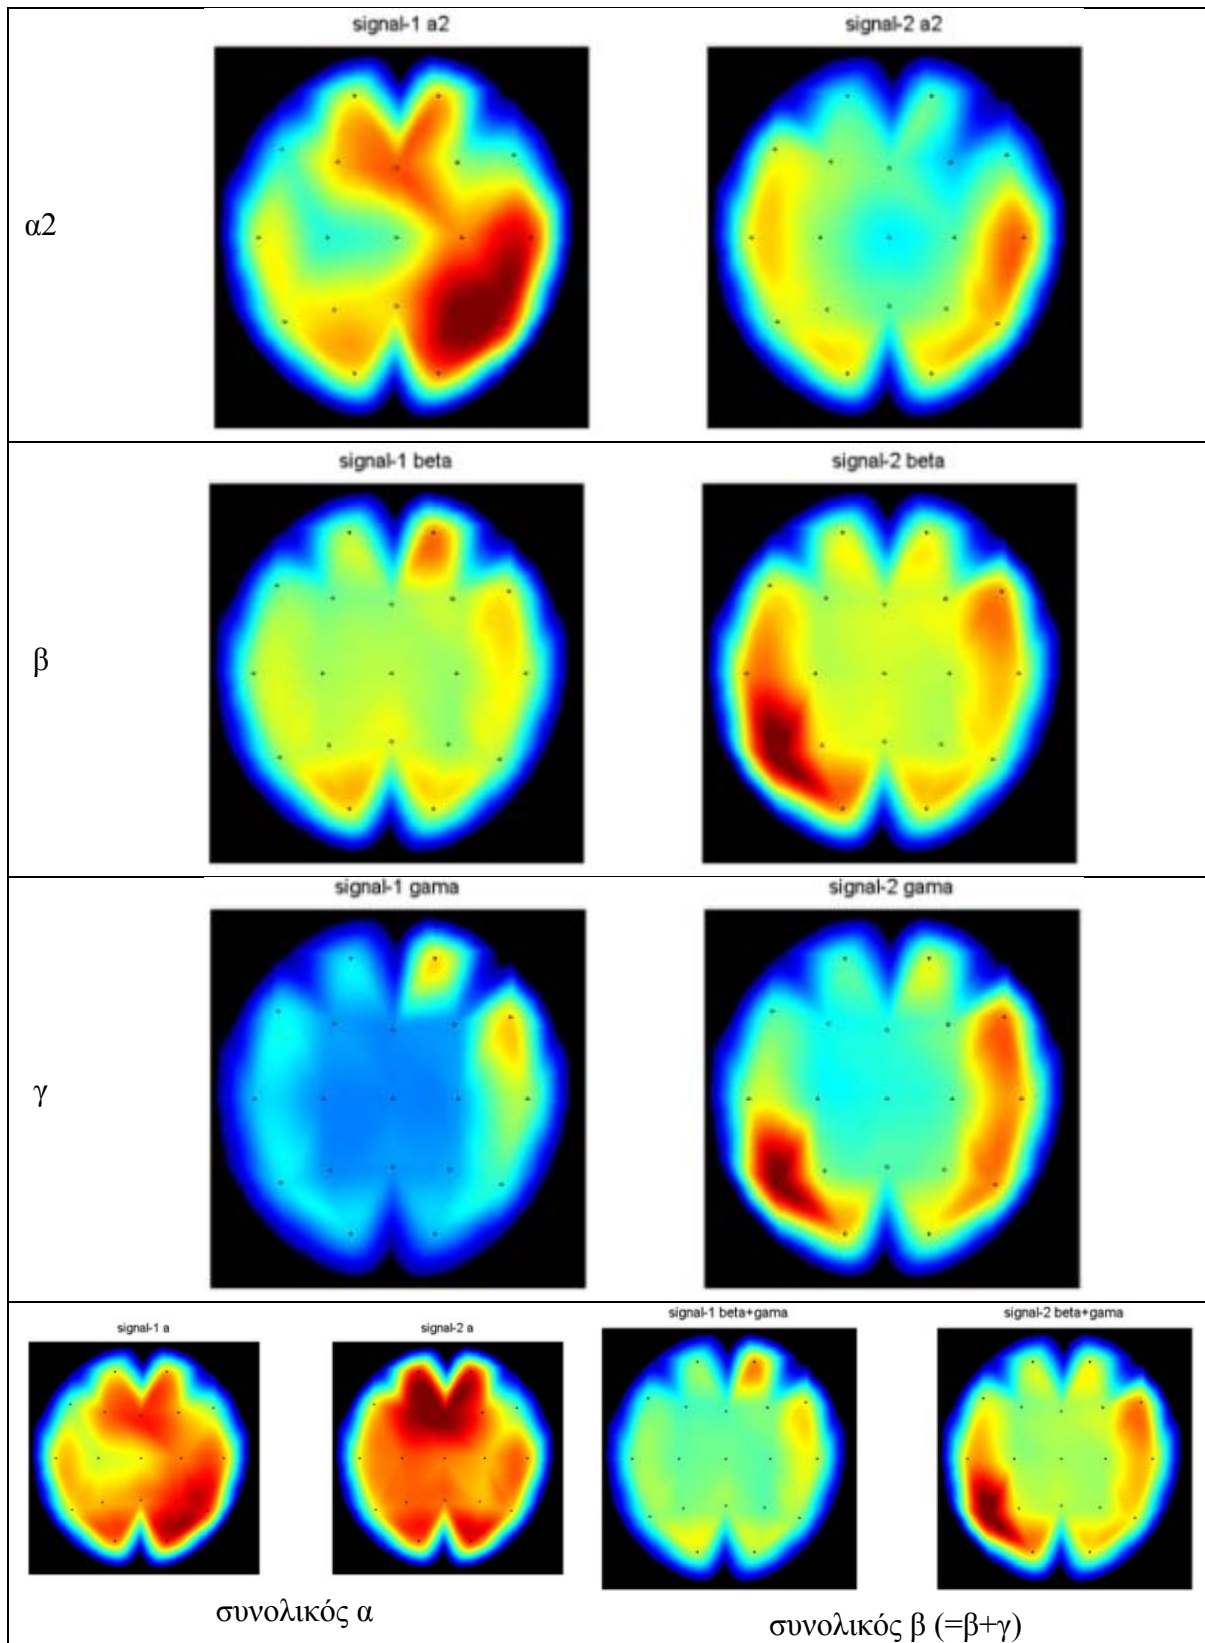 signal-1 a2
signal-2 a2
α2
signal-1 beta
signal-2 beta
β
signal-1 gama
signal-2 gama
γ
signal-1 a
signal-2 a
signal-1 beta+gama
signal-2 beta+gama
συνολικός α
συνολικός β (=β+γ)